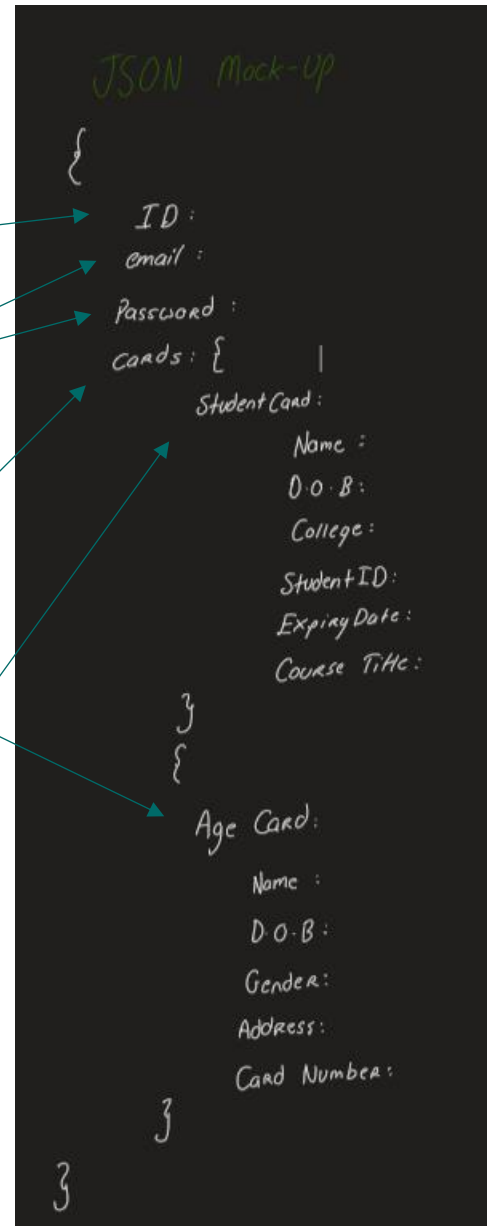 JSON Mock-Up
{
ID:
email:
Password:
cards: {
Student Card:
Name:
D.O.B:
College:
StudentID:
Expiry Date:
Course Title:
}
{
Age Card:
Name:
D.O.B:
Gender:
Address:
Card Number:
}
}